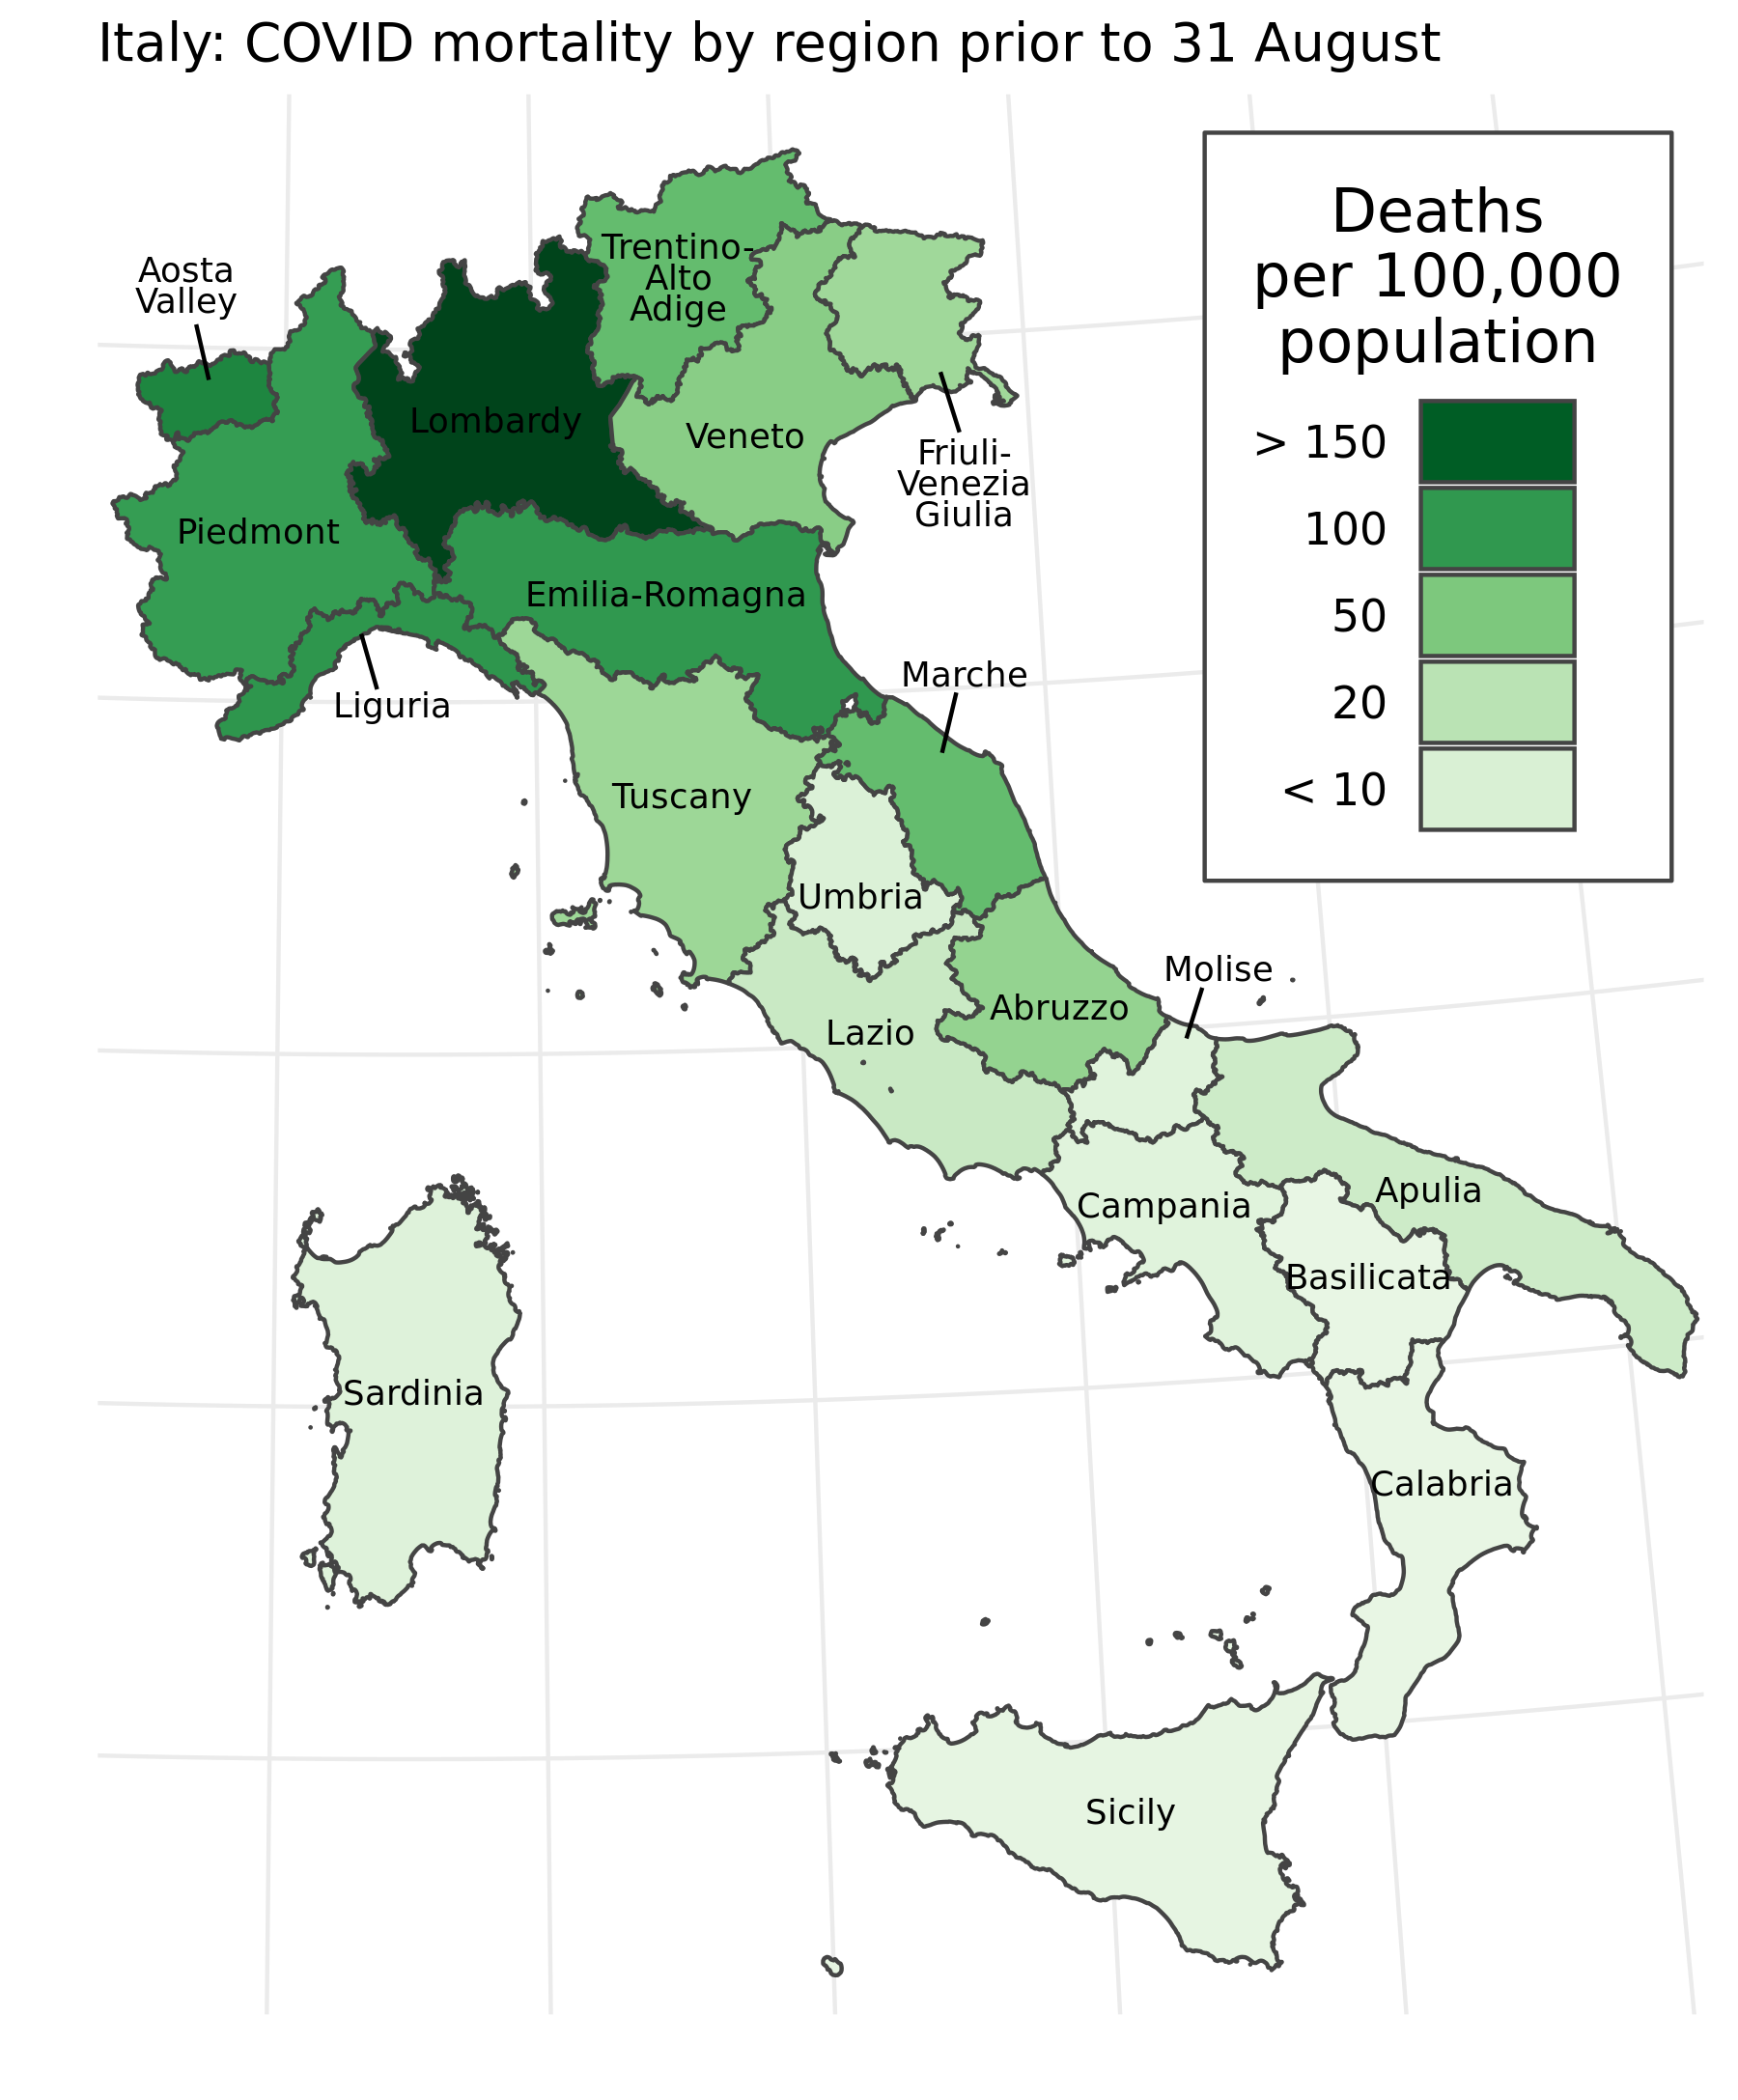 Italy: COVID mortality by region prior to 31 August
Deaths
per 100,000
population
> 150
100
50
20
< 10
Aosta
Valley
Trentino-
Alto
Adige
Lombardy
Veneto
Friuli-
Venezia
Giulia
Piedmont
Emilia-Romagna
Liguria
Marche
Tuscany
Umbria
Lazio
Abruzzo
Molise
Campania
Apulia
Basilicata
Sardinia
Calabria
Sicily